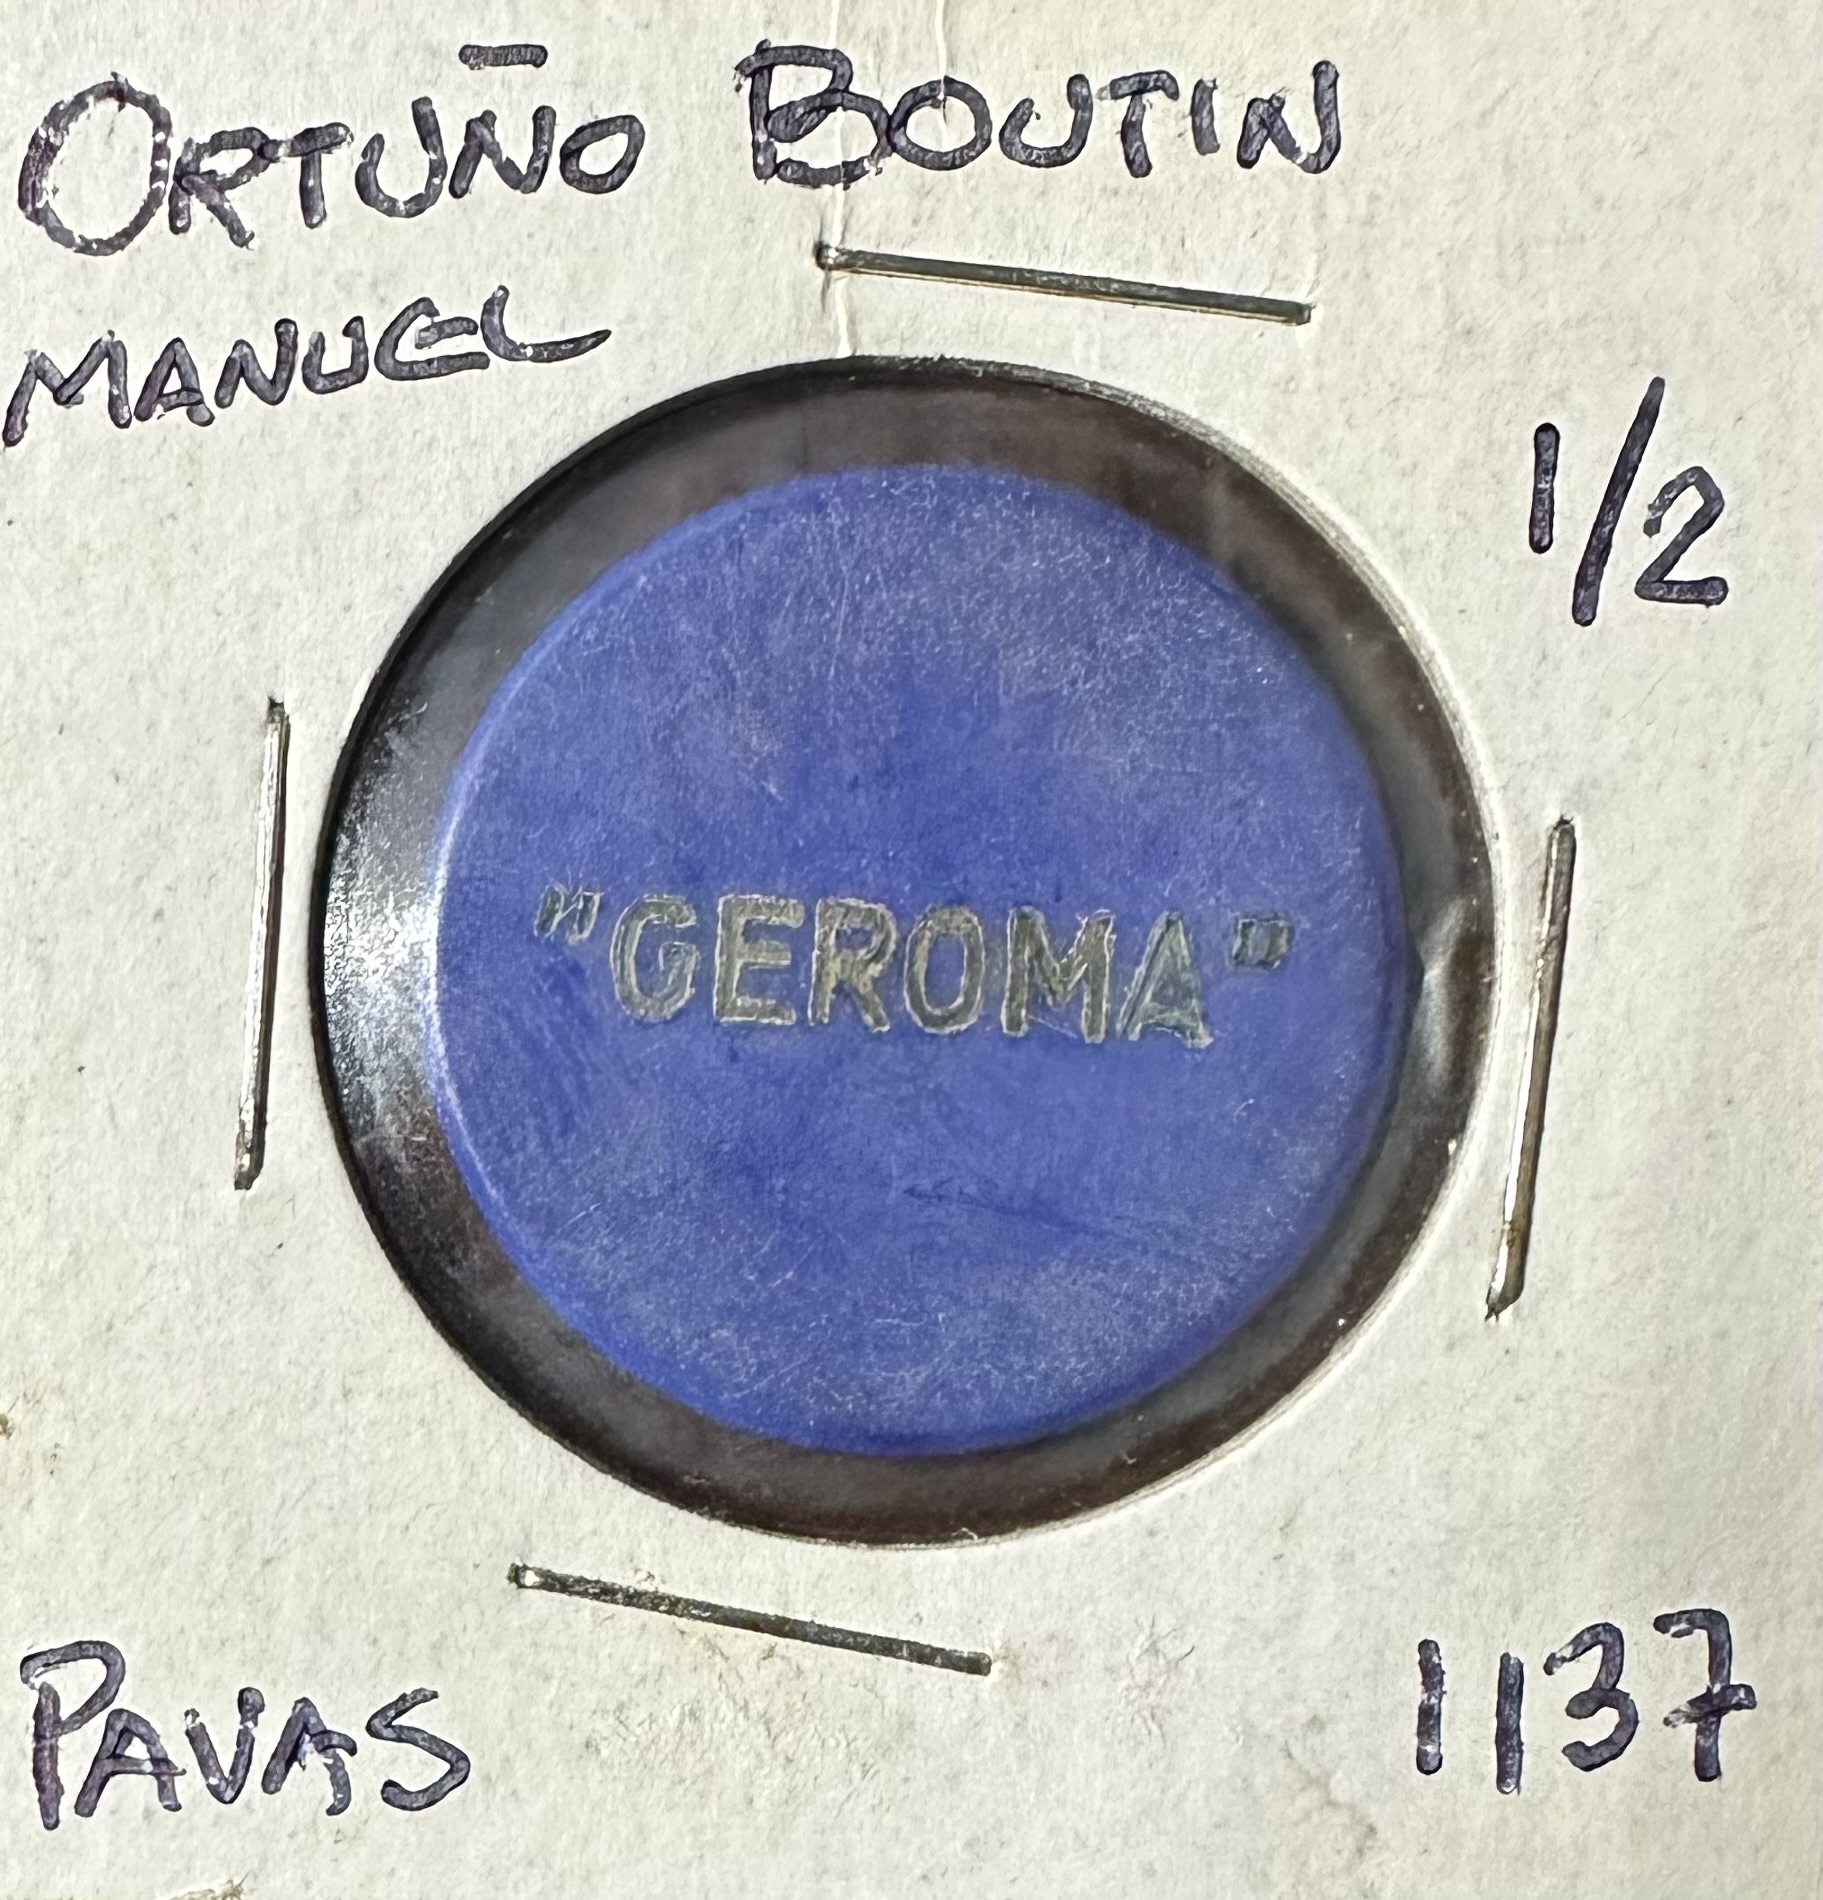 ORTUÑO BOUTIN
MANUEL
1/2
"GEROMA"
PAVAS
1137